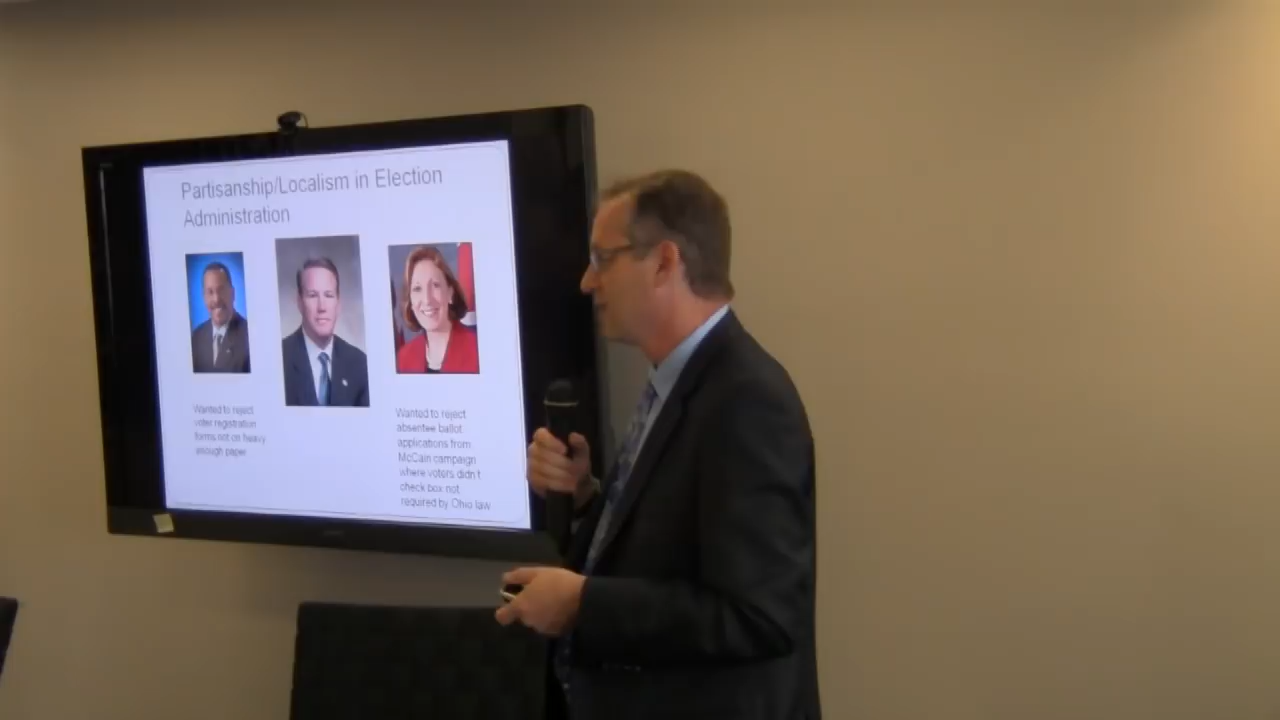 Partisanship/Localism in Election
Administration
Wanted to reject
voter registration
forms not on heavy
enough paper
Wanted to reject
absentee ballot
applications from
McCain campaign
where voters didn't
check box not
required by Ohio law